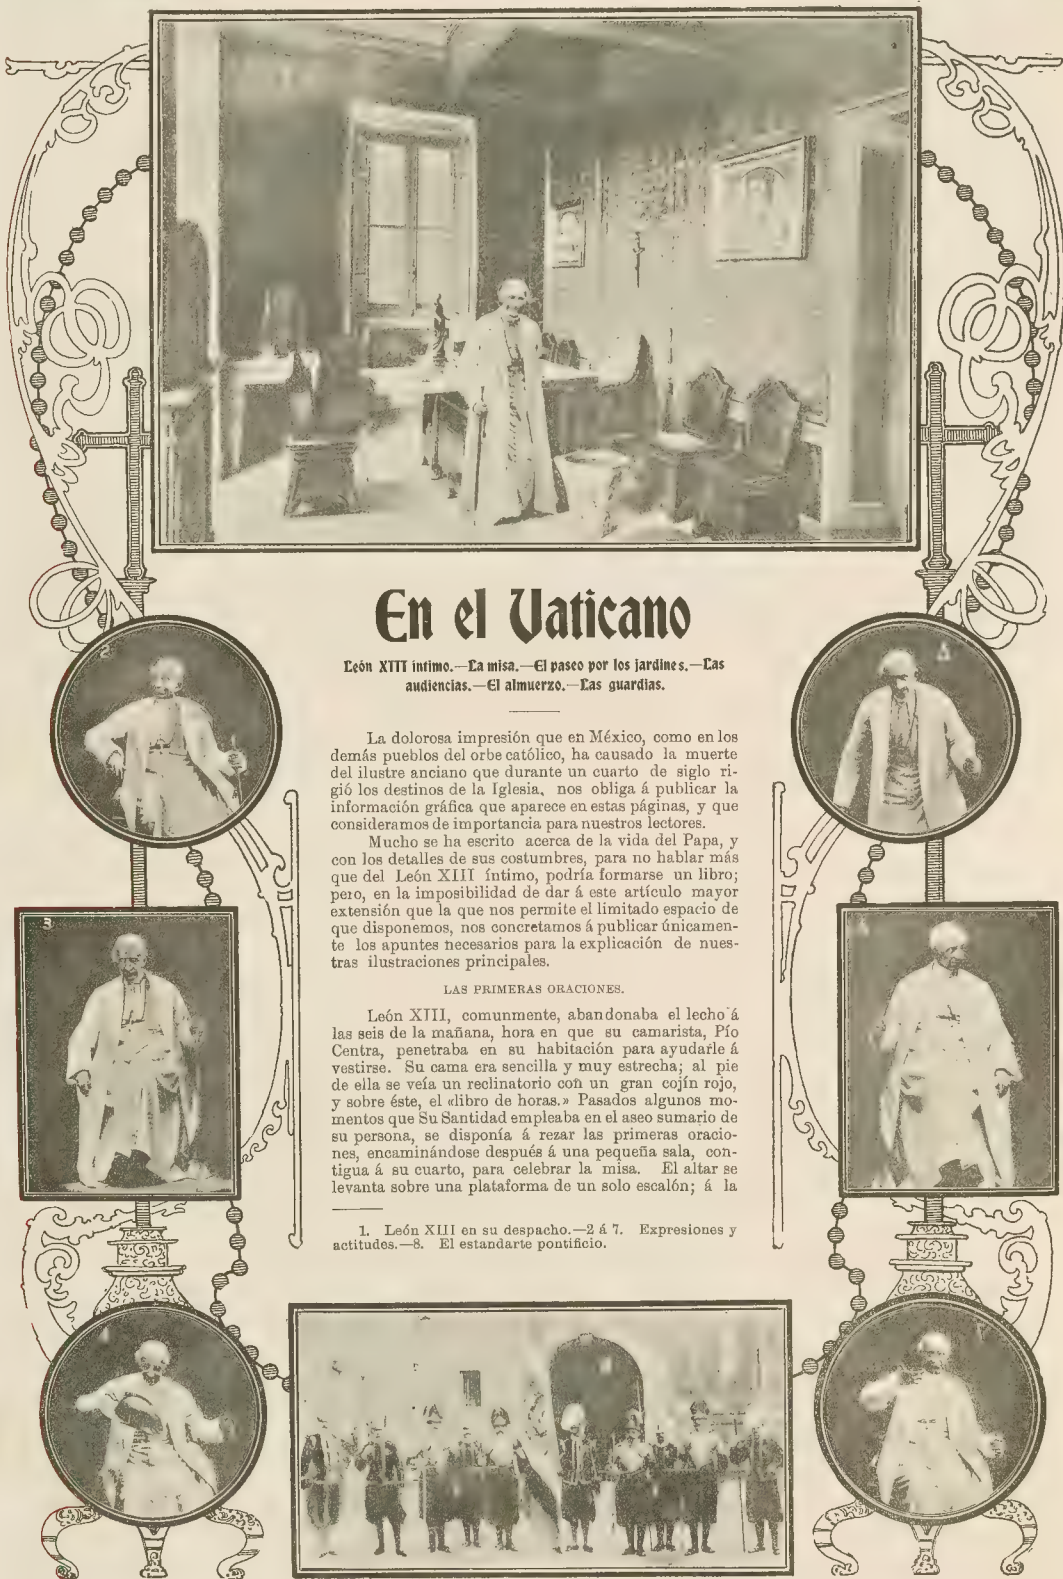 En el Vaticano
León XIII íntimo.—La misa.—El paseo por los jardines.—Las
audiencias.—El almuerzo.—Las guardias.
La dolorosa impresión que en México, como en los
demás pueblos del orbe católico, ha causado la muerte
del ilustre anciano que durante un cuarto de siglo ri-
gió los destinos de la Iglesia, nos obliga á publicar la
información gráfica que aparece en estas páginas, y que
consideramos de importancia para nuestros lectores.
Mucho se ha escrito acerca de la vida del Papa, y
con los detalles de sus costumbres, para no hablar más
que del León XIII íntimo, podría formarse un libro;
pero, en la imposibilidad de dar á este artículo mayor
extensión que la que nos permite el limitado espacio de
que disponemos, nos concretamos á publicar únicamen-
te los apuntes necesarios para la explicación de nues-
tras ilustraciones principales.
LAS PRIMERAS ORACIONES.
León XIII, comunmente, abandonaba el lecho á
las seis de la mañana, hora en que su camarista, Pío
Centra, penetraba en su habitación para ayudarle á
vestirse. Su cama era sencilla y muy estrecha; al pie
de ella se veía un reclinatorio con un gran cojín rojo,
y sobre éste, el «libro de horas.» Pasados algunos mo-
mentos que Su Santidad empleaba en el aseo sumario de
su persona, se disponía á rezar las primeras oracio-
nes, encaminándose después á una pequeña sala, con-
tigua á su cuarto, para celebrar la misa. El altar se
levanta sobre una plataforma de un solo escalón; á la
1. León XIII en su despacho.—2 á 7. Expresiones y
actitudes.—8. El estandarte pontificio.
2
3